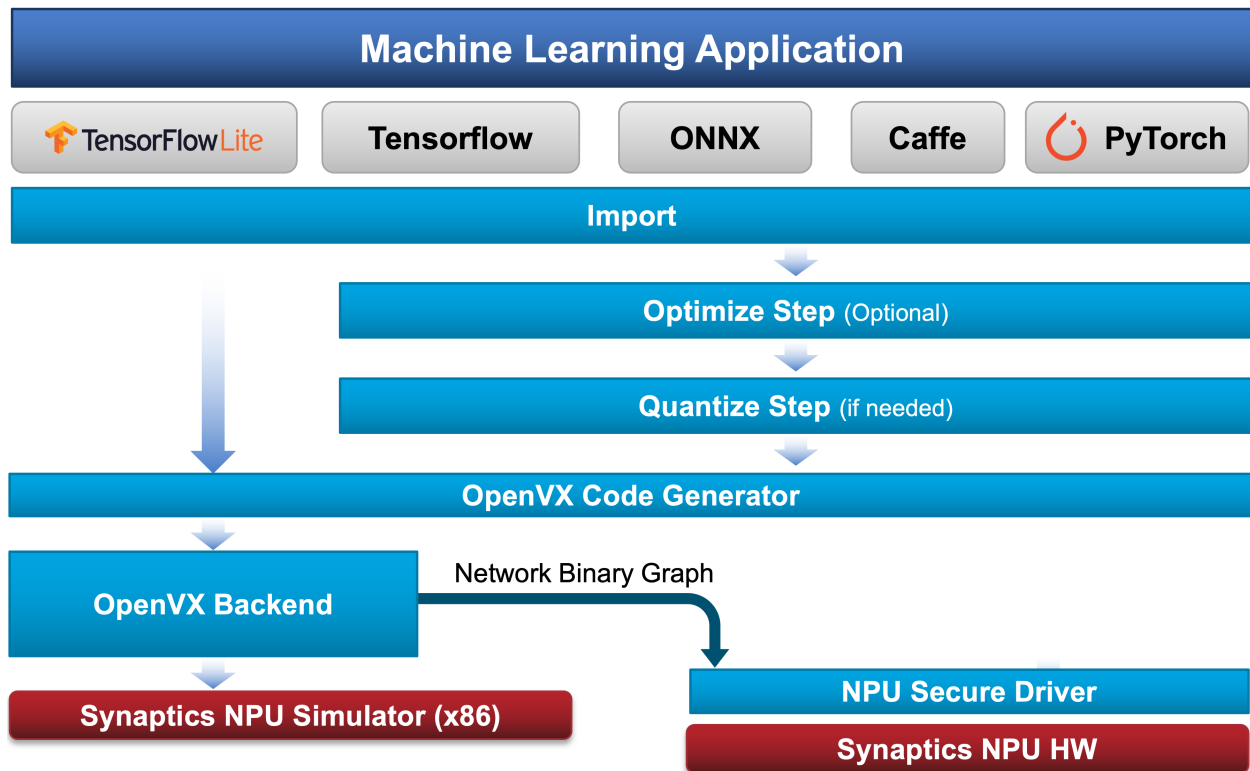 Machine Learning Application
TensorFlow Lite
Tensorflow
ONNX
Caffe
PyTorch
Import
Optimize Step (Optional)
Quantize Step (if needed)
OpenVX Code Generator
OpenVX Backend
Network Binary Graph
NPU Secure Driver
Synaptics NPU Simulator (x86)
Synaptics NPU HW